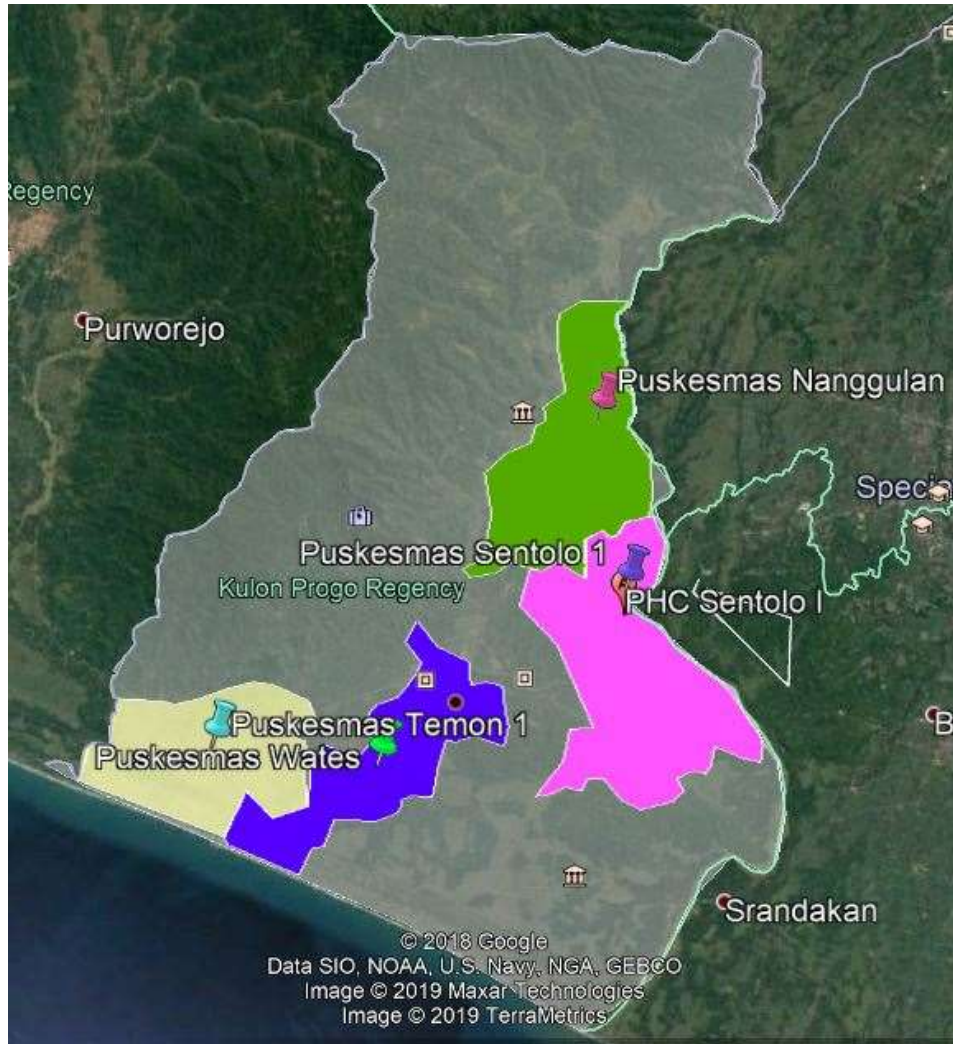 Regency
Purworejo
Puskesmas Nanggulan
Specia
Puskesmas Sentolo 1
Kulon Progo Regency
PHC Sentolo I
Puskesmas Temon 1
Puskesmas Wates
B
Srandakan
© 2018 Google
Data SIO, NOAA, U.S. Navy, NGA, GEBCO
Image © 2019 Maxar Technologies
Image © 2019 TerraMetrics